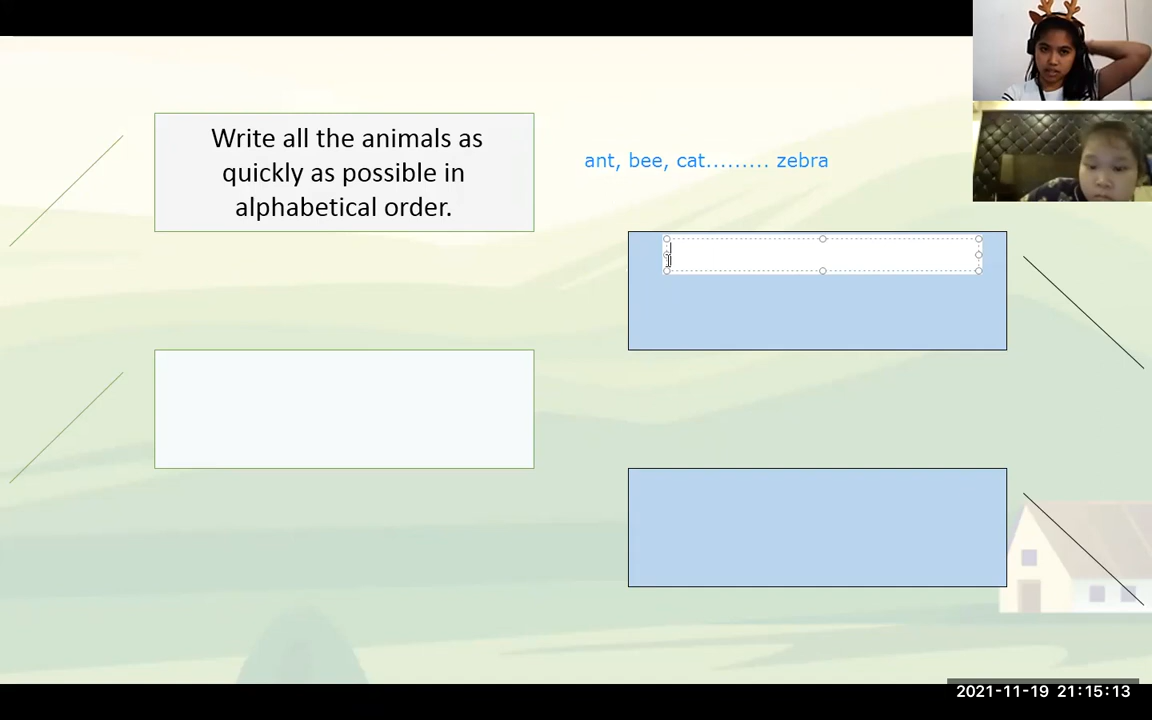 Write all the animals as
quickly as possible in
alphabetical order.
ant, bee, cat......... zebra
2021-11-19 21:15:13